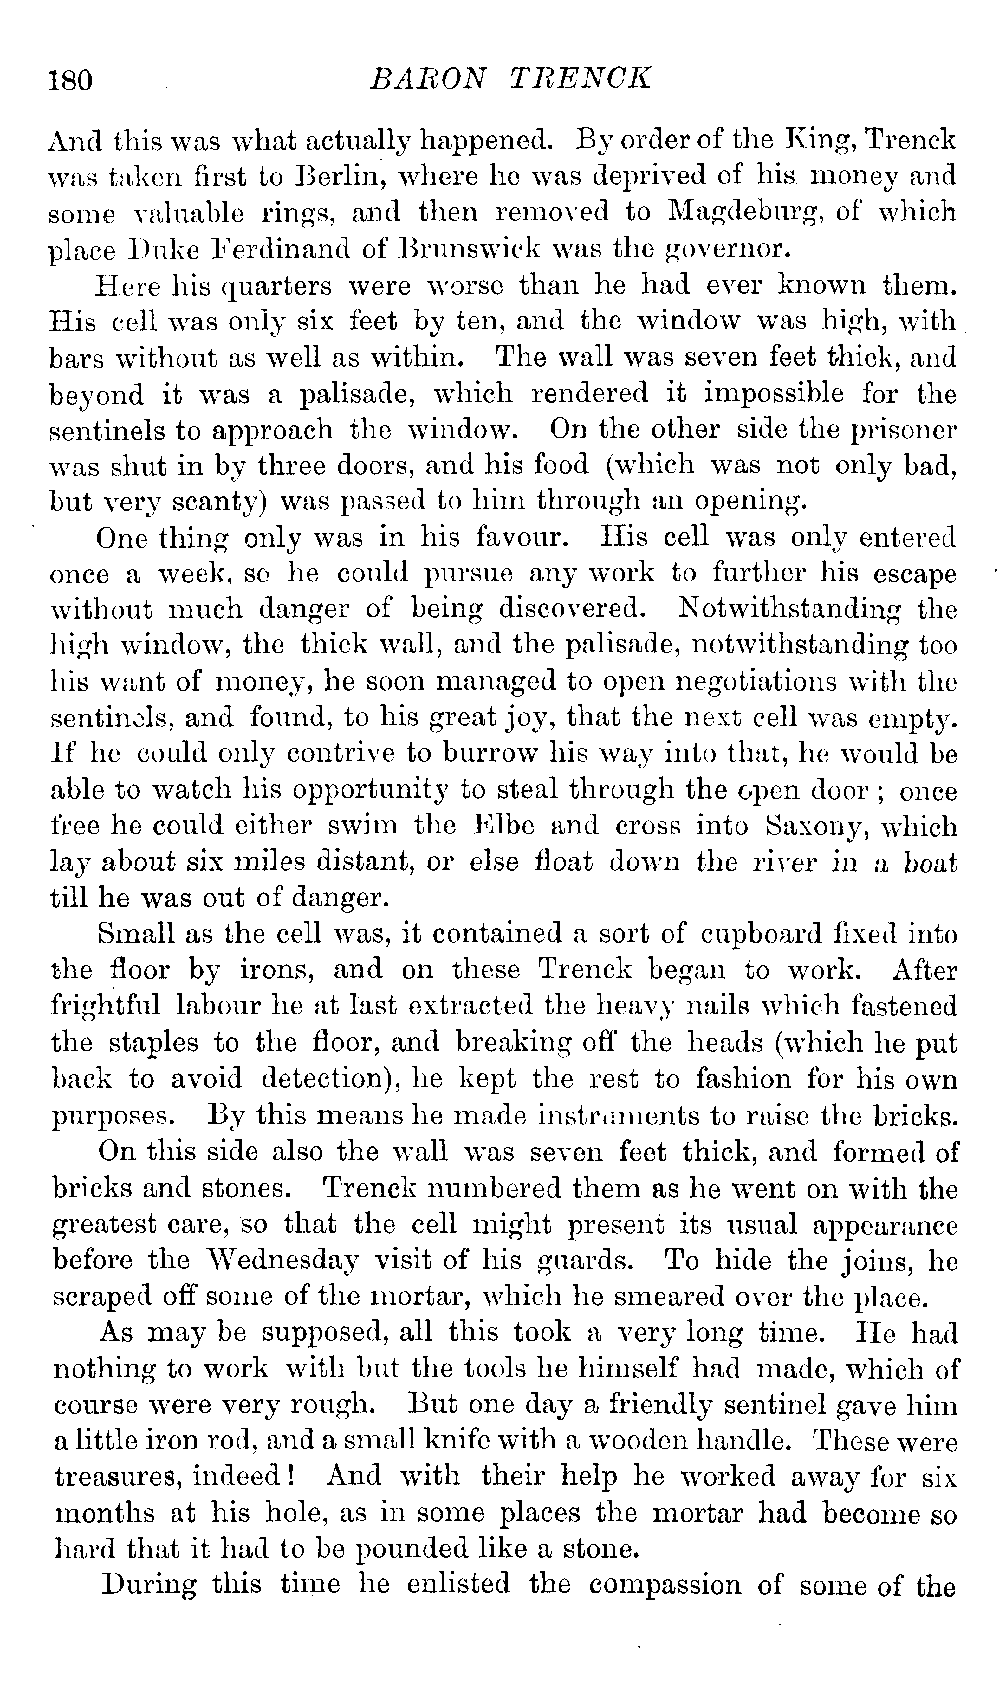 180 BARON TRENCK
And this was what actually happened. By order of the King, Trenck
was taken first to Berlin, where he was deprived of his money and
some valuable rings, and then removed to Magdeburg, of which
place Duke Ferdinand of Brunswick was the governor.
Here his quarters were worse than he had ever known them.
His cell was only six feet by ten, and the window was high, with
bars without as well as within. The wall was seven feet thick, and
beyond it was a palisade, which rendered it impossible for the
sentinels to approach the window. On the other side the prisoner
was shut in by three doors, and his food (which was not only bad,
but very scanty) was passed to him through an opening.
One thing only was in his favour. His cell was only entered
once a week, so he could pursue any work to further his escape
without much danger of being discovered. Notwithstanding the
high window, the thick wall, and the palisade, notwithstanding too
his want of money, he soon managed to open negotiations with the
sentinels, and found, to his great joy, that the next cell was empty.
If he could only contrive to burrow his way into that, he would be
able to watch his opportunity to steal through the open door ; once
free he could either swim the Elbe and cross into Saxony, which
lay about six miles distant, or else float down the river in a boat
till he was out of danger.
Small as the cell was, it contained a sort of cupboard fixed into
the floor by irons, and on these Trenck began to work. After
frightful labour he at last extracted the heavy nails which fastened
the staples to the floor, and breaking off the heads (which he put
back to avoid detection), he kept the rest to fashion for his own
purposes. By this means he made instruments to raise the bricks.
On this side also the wall was seven feet thick, and formed of
bricks and stones. Trenck numbered them as he went on with the
greatest care, so that the cell might present its usual appearance
before the Wednesday visit of his guards. To hide the joins, he
scraped off some of the mortar, which he smeared over the place.
As may be supposed, all this took a very long time. He had
nothing to work with but the tools he himself had made, which of
course were very rough. But one day a friendly sentinel gave him
a little iron rod, and a small knife with a wooden handle. These were
treasures, indeed! And with their help he worked away for six
months at his hole, as in some places the mortar had become so
hard that it had to be pounded like a stone.
During this time he enlisted the compassion of some of the